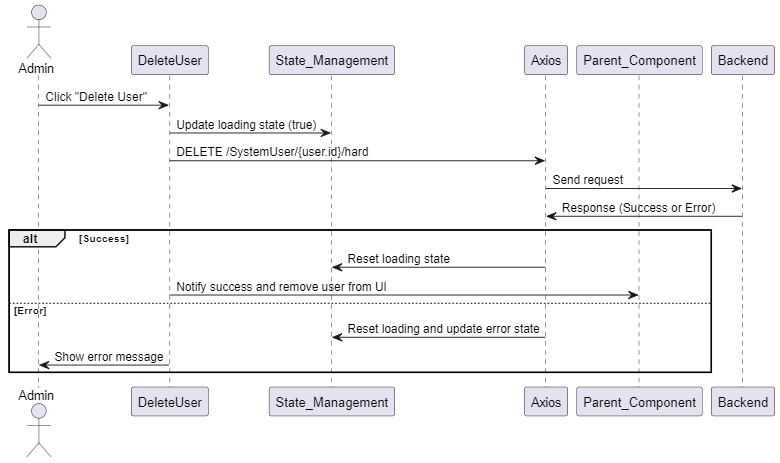 Admin
DeleteUser
State_Management
Axios
Parent_Component
Backend
Click "Delete User"
Update loading state (true)
DELETE /SystemUser/{user.id}/hard
Send request
Response (Success or Error)
alt
[Success]
Reset loading state
Notify success and remove user from UI
[Error]
Reset loading and update error state
Show error message
Admin
DeleteUser
State_Management
Axios
Parent_Component
Backend